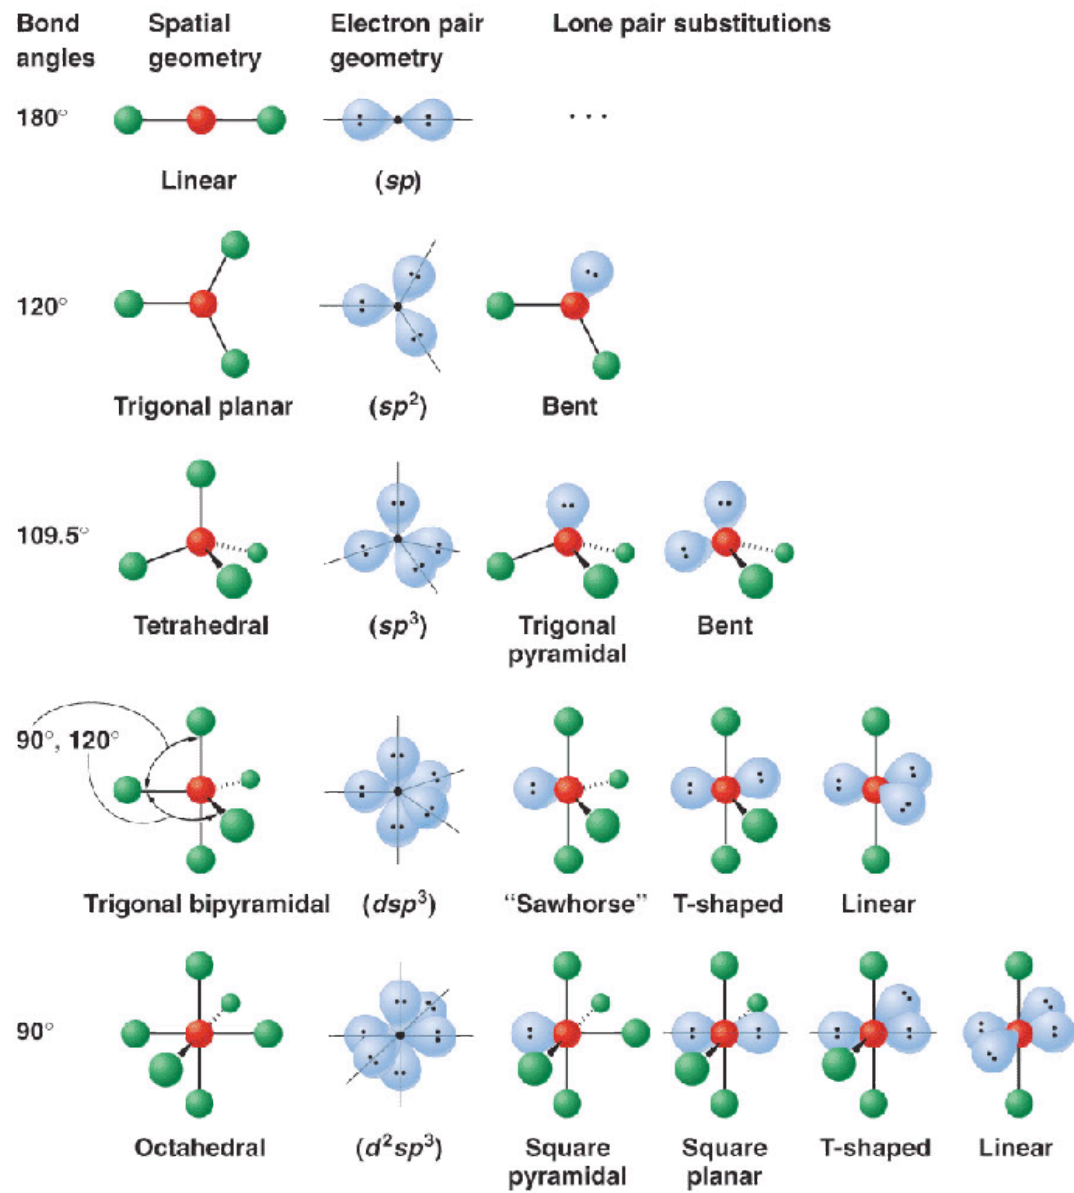 Bond angles
Spatial geometry
Electron pair geometry
Lone pair substitutions
180°
. . .
Linear
(sp)
120°
Trigonal planar
(sp²)
Bent
109.5°
Tetrahedral
(sp³)
Trigonal pyramidal
Bent
90°, 120°
Trigonal bipyramidal
(dsp³)
“Sawhorse”
T-shaped
Linear
90°
Octahedral
(d²sp³)
Square pyramidal
Square planar
T-shaped
Linear